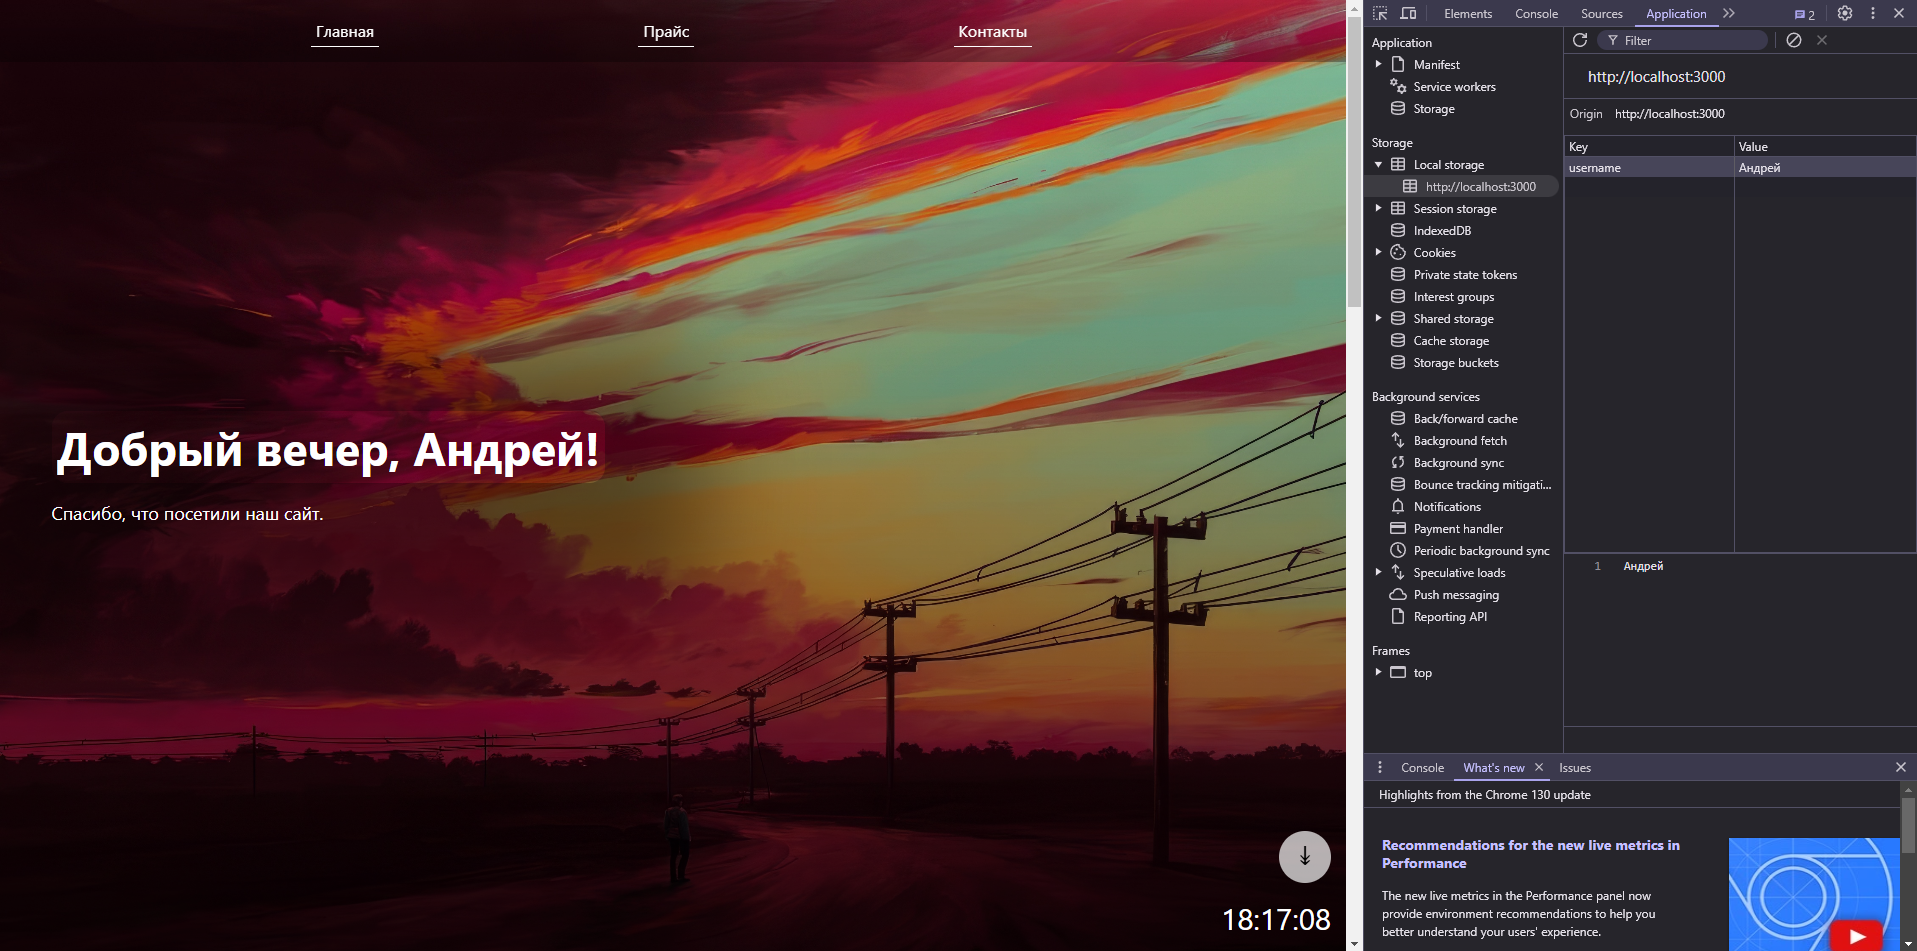 Главная
Прайс
Контакты
Добрый вечер, Андрей!
Спасибо, что посетили наш сайт.
18:17:08
Elements
Console
Sources
Application
2
Application
Manifest
Service workers
Storage
Storage
Local storage
http://localhost:3000
Session storage
IndexedDB
Cookies
Private state tokens
Interest groups
Shared storage
Cache storage
Storage buckets
Background services
Back/forward cache
Background fetch
Background sync
Bounce tracking mitigati...
Notifications
Payment handler
Periodic background sync
Speculative loads
Push messaging
Reporting API
Frames
top
Filter
http://localhost:3000
Origin http://localhost:3000
Key Value
username Андрей
1 Андрей
Console
What's new
Issues
Highlights from the Chrome 130 update
Recommendations for the new live metrics in
Performance
The new live metrics in the Performance panel now
provide environment recommendations to help you
better understand your users' experience.